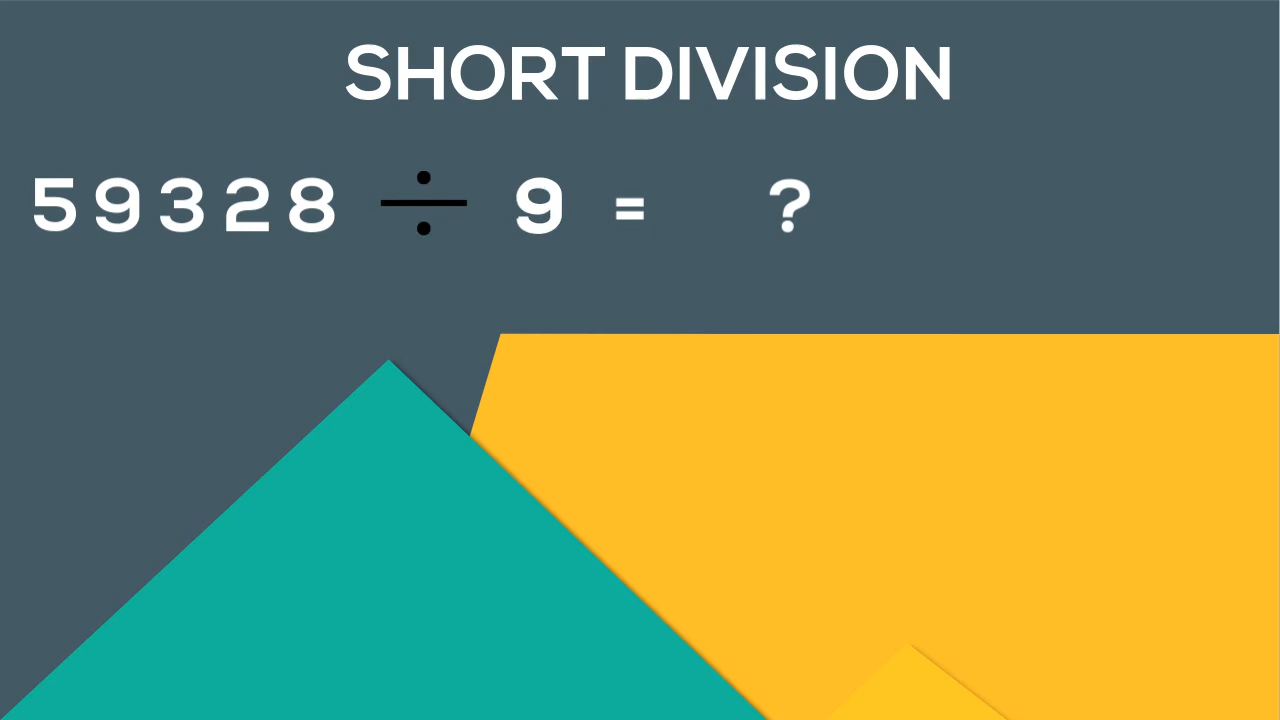 SHORT DIVISION
59328 ÷ 9 = ?